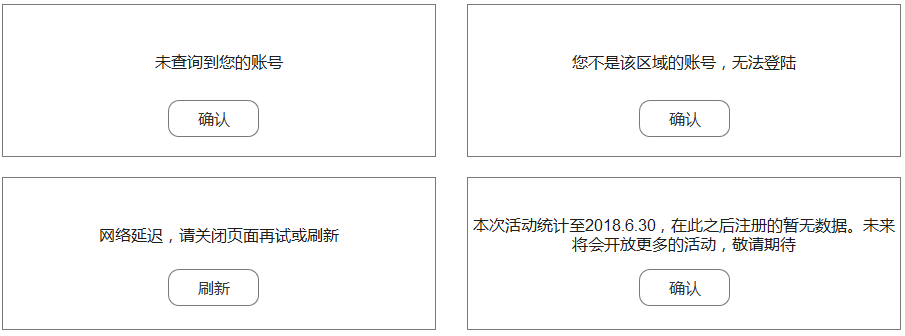 未查询到您的账号
确认
您不是该区域的账号，无法登陆
确认
网络延迟，请关闭页面再试或刷新
刷新
本次活动统计至2018.6.30，在此之后注册的暂无数据。未来
将会开放更多的活动，敬请期待
确认